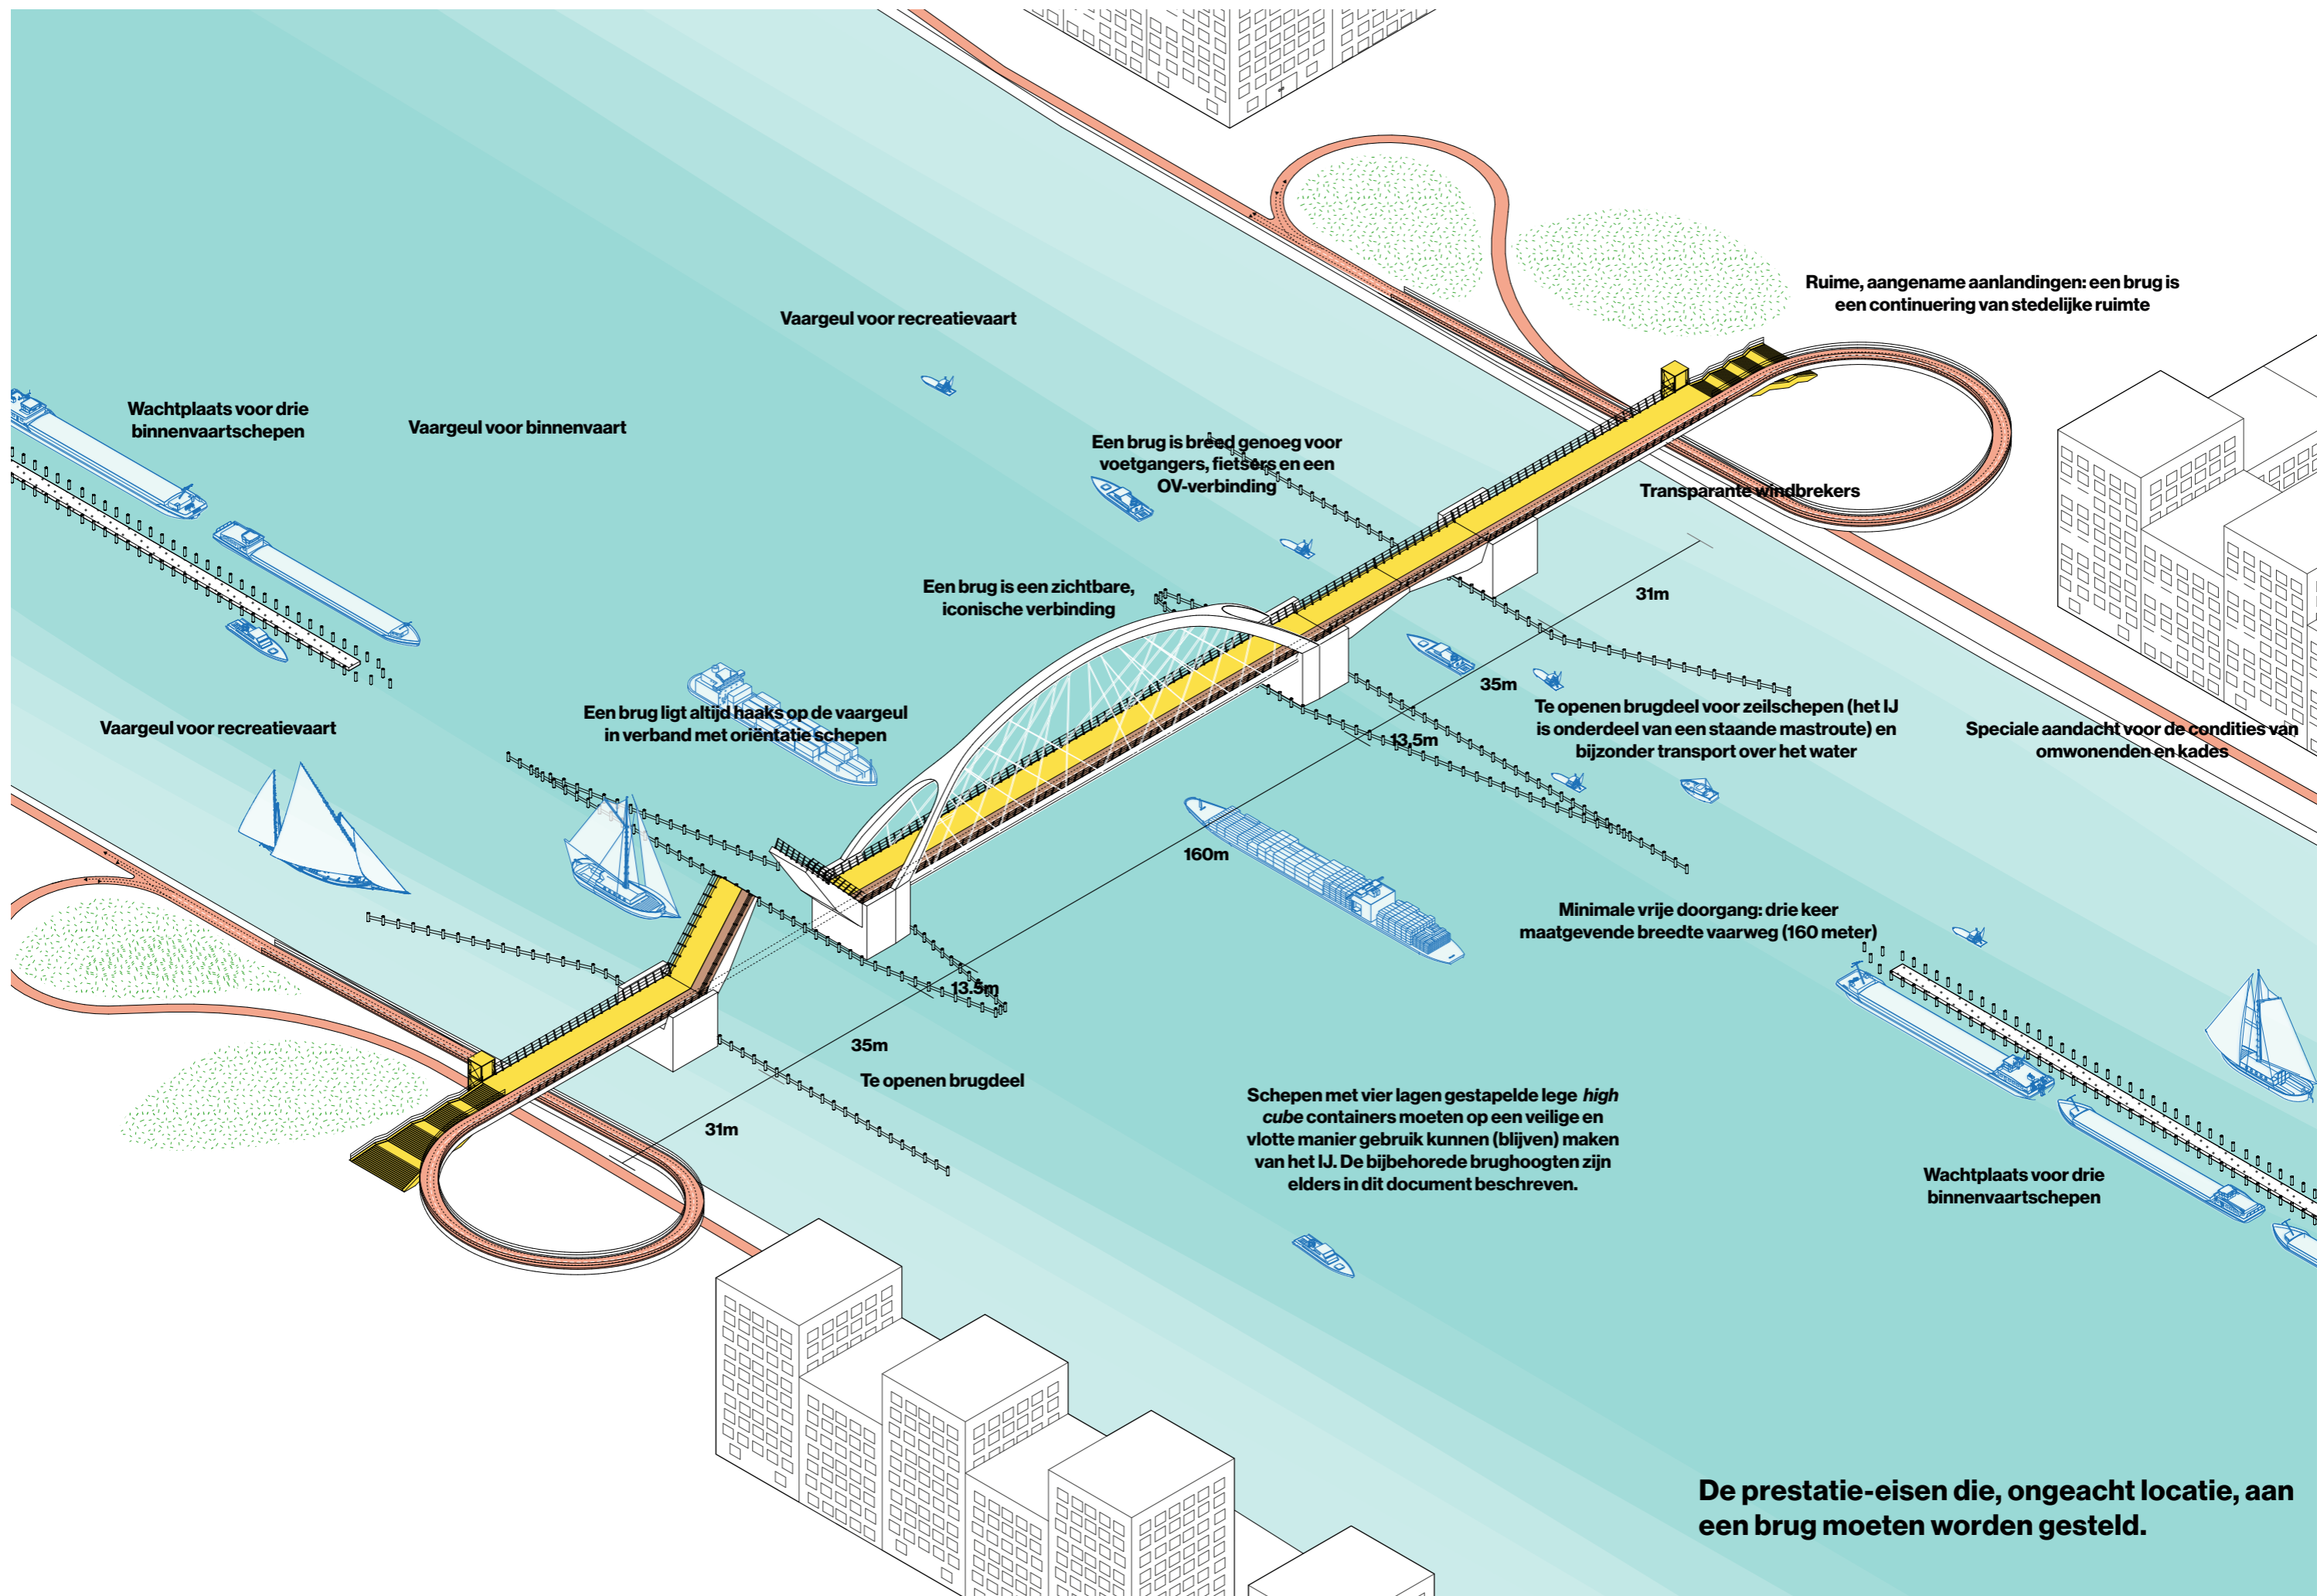 Ruime, aangename aanlandingen: een brug is
een continuering van stedelijke ruimte
Vaargeul voor recreatievaart
Wachtplaats voor drie
binnenvaartschepen
Vaargeul voor binnenvaart
Een brug is breed genoeg voor
voetgangers, fietsers en een
OV-verbinding
Transparante windbrekers
Een brug is een zichtbare,
iconische verbinding
31m
35m
13,5m
Te openen brugdeel voor zeilschepen (het IJ
is onderdeel van een staande mastroute) en
bijzonder transport over het water
Speciale aandacht voor de condities van
omwonenden en kades
Vaargeul voor recreatievaart
Een brug ligt altijd haaks op de vaargeul
in verband met oriëntatie schepen
160m
Minimale vrije doorgang: drie keer
maatgevende breedte vaarweg (160 meter)
13.5m
35m
Te openen brugdeel
31m
Schepen met vier lagen gestapelde lege high
cube containers moeten op een veilige en
vlotte manier gebruik kunnen (blijven) maken
van het IJ. De bijbehorede brughoogten zijn
elders in dit document beschreven.
Wachtplaats voor drie
binnenvaartschepen
De prestatie-eisen die, ongeacht locatie, aan
een brug moeten worden gesteld.